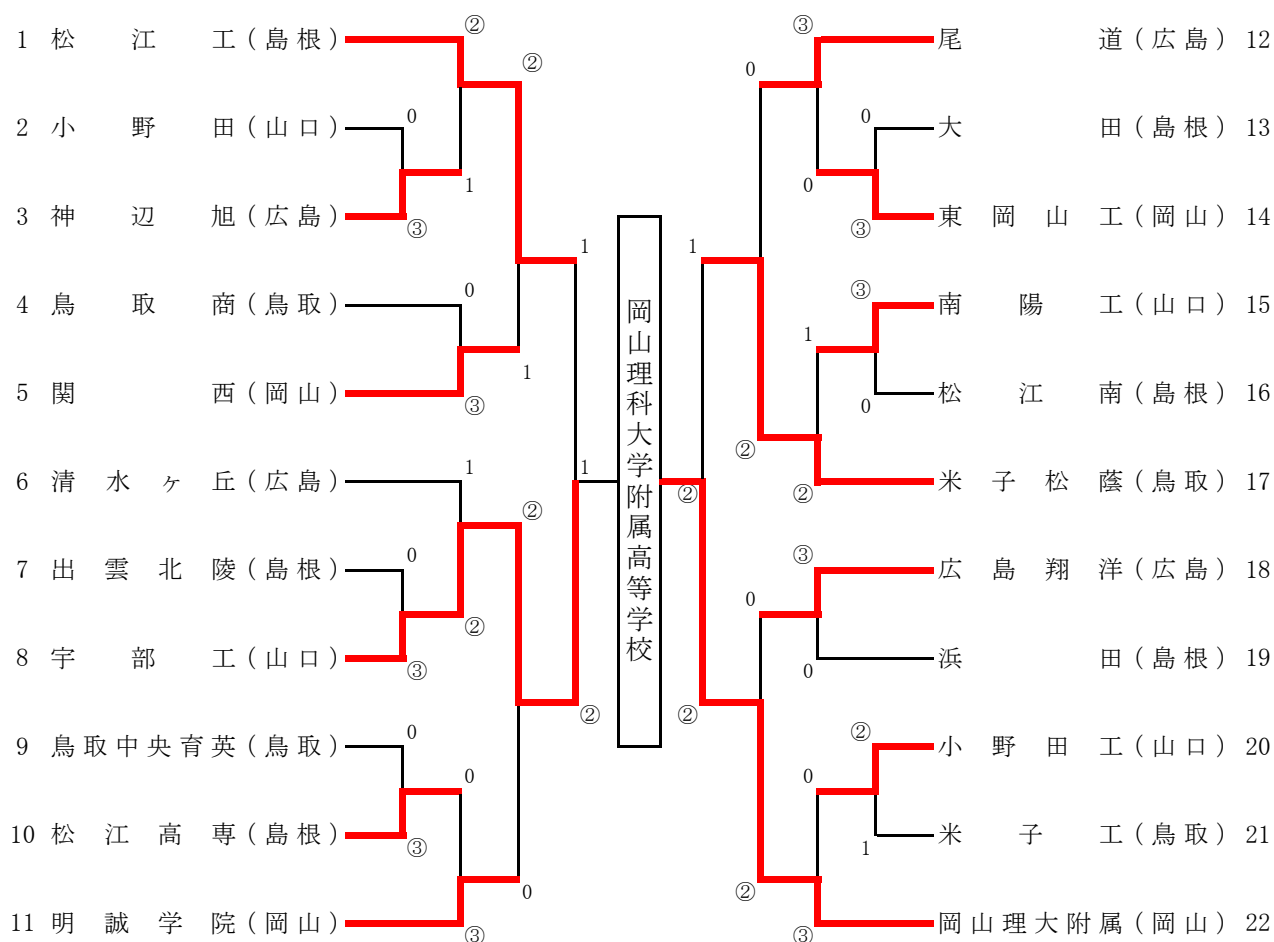 1 松江工(島根)
2 小野田(山口)
3 神辺旭(広島)
4 鳥取商(鳥取)
5 関西(岡山)
6 清水ヶ丘(広島)
7 出雲北陵(島根)
8 宇部工(山口)
9 鳥取中央育英(鳥取)
10 松江高専(島根)
11 明誠学院(岡山)
②
0
1
③
0
③
1
0
②
③
0
0
③
③
②
1
②
0
1
②
1
岡山理科大学附属高等学校
②
1
②
0
②
0
②
③
0
0
③
③
1
0
②
③
0
②
0
1
③
尾道(広島) 12
大田(島根) 13
東岡山工(岡山) 14
南陽工(山口) 15
松江南(島根) 16
米子松蔭(鳥取) 17
広島翔洋(広島) 18
浜田(島根) 19
小野田工(山口) 20
米子工(鳥取) 21
岡山理大附属(岡山) 22